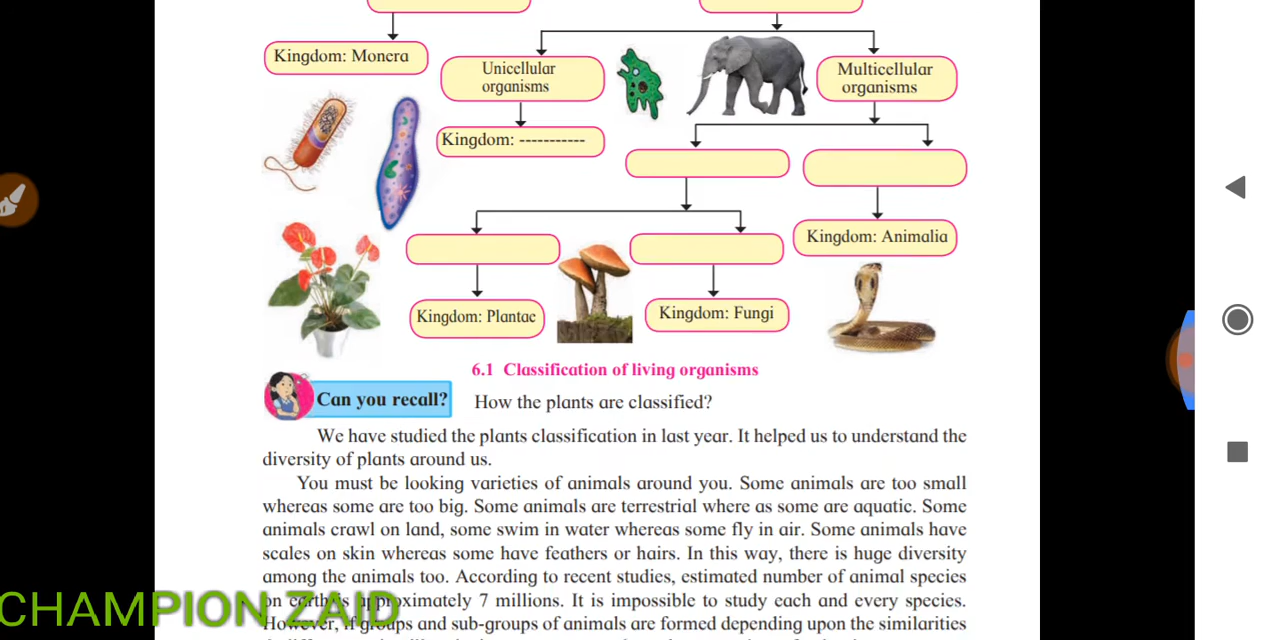 Kingdom: Monera
Unicellular
organisms
Multicellular
organisms
Kingdom: -----------
Kingdom: Animalia
Kingdom: Plantae
Kingdom: Fungi
6.1 Classification of living organisms
Can you recall?
How the plants are classified?
We have studied the plants classification in last year. It helped us to understand the
diversity of plants around us.
You must be looking varieties of animals around you. Some animals are too small
whereas some are too big. Some animals are terrestrial where as some are aquatic. Some
animals crawl on land, some swim in water whereas some fly in air. Some animals have
scales on skin whereas some have feathers or hairs. In this way, there is huge diversity
among the animals too. According to recent studies, estimated number of animal species
on earth is approximately 7 millions. It is impossible to study each and every species.
However, if groups and sub-groups of animals are formed depending upon the similarities
CHAMPION ZAID